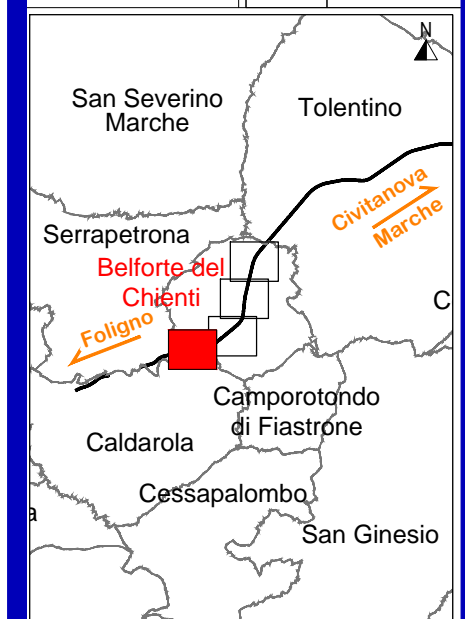 N
San Severino
Marche
Tolentino
Civitanova
Marche
Serrapetrona
Belforte del
Chienti
C
Foligno
Camporotondo
di Fiastrone
Caldarola
Cessapalombo
a
San Ginesio